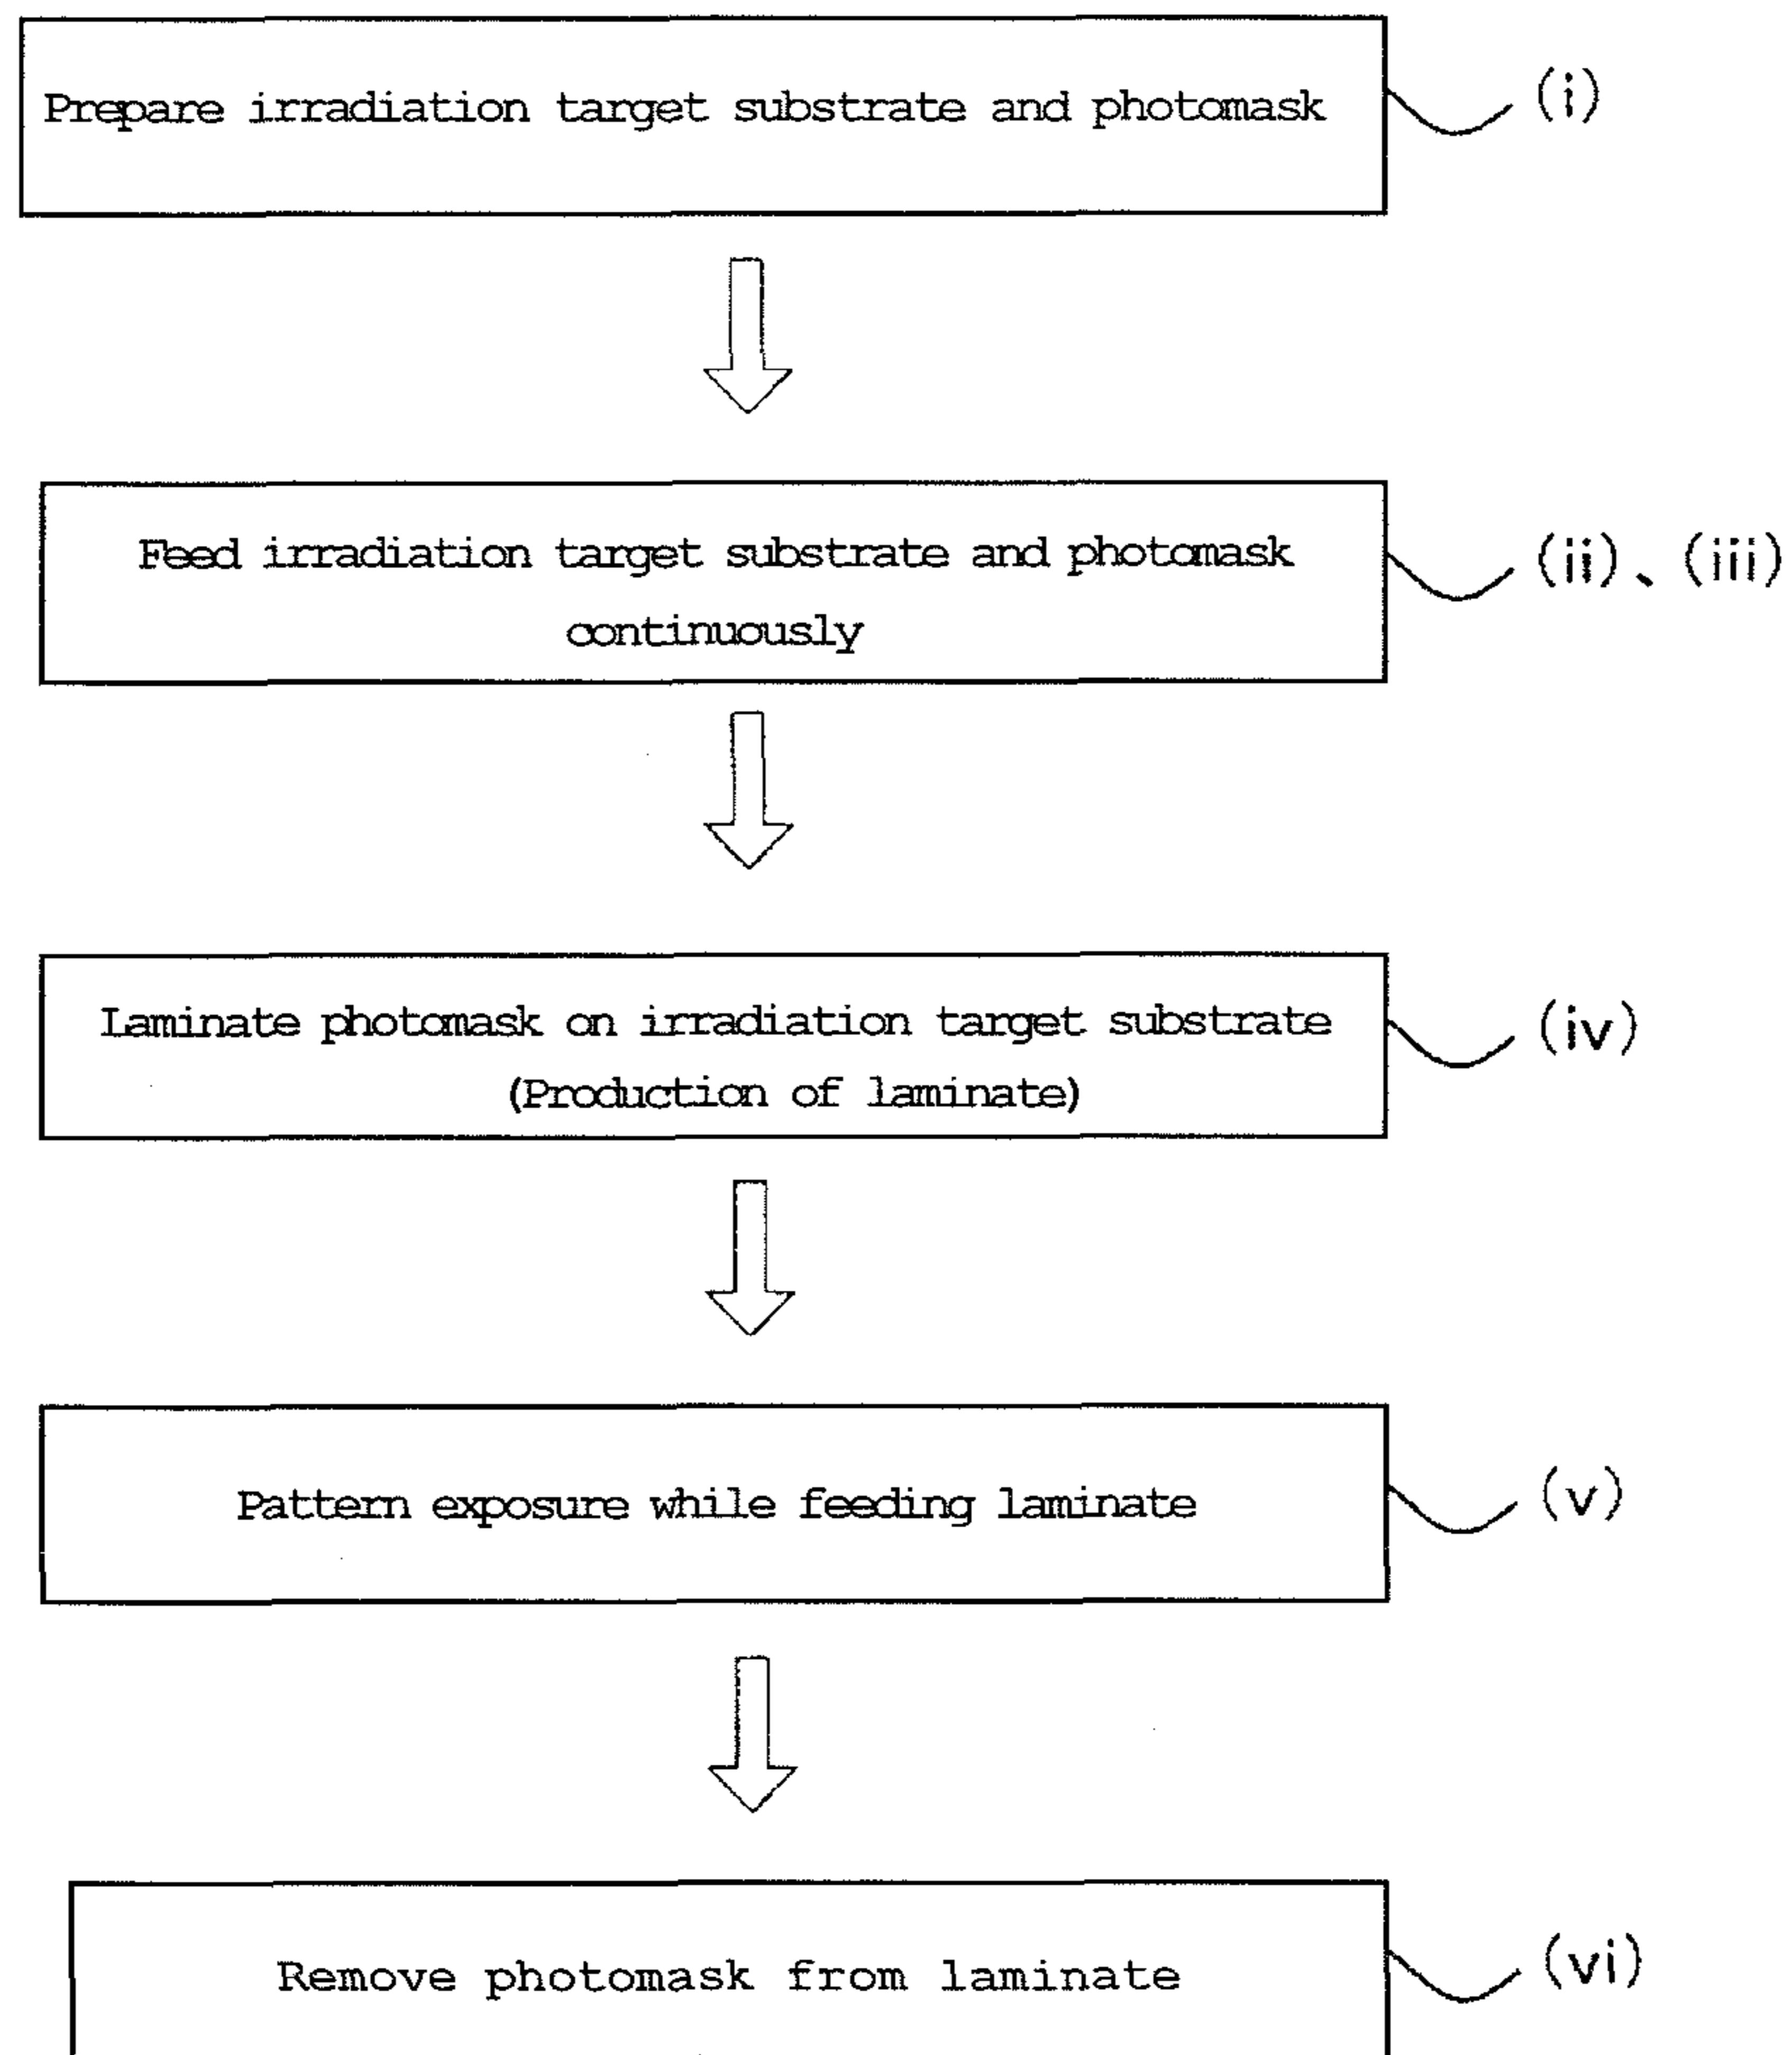 Prepare irradiation target substrate and photomask
(i)
Feed irradiation target substrate and photomask
continuously
(ii)、(iii)
Laminate photomask on irradiation target substrate
(Production of laminate)
(iv)
Pattern exposure while feeding laminate
(v)
Remove photomask from laminate
(vi)